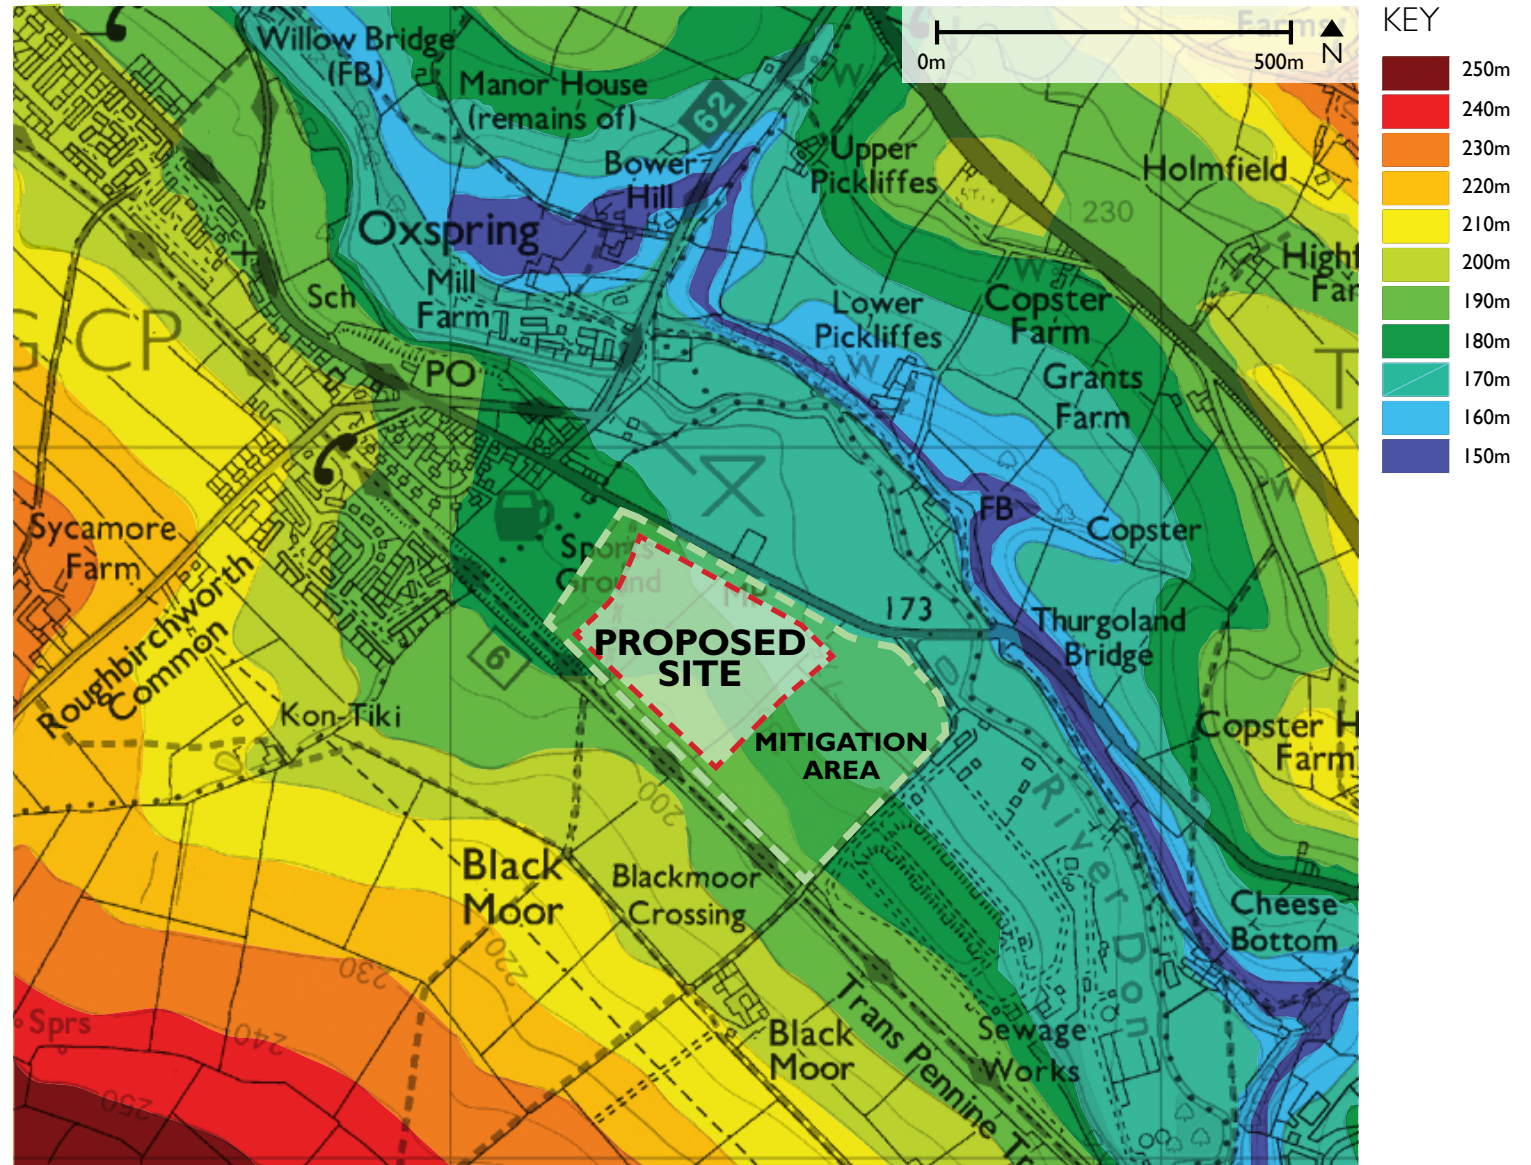 KEY
250m
240m
230m
220m
210m
200m
190m
180m
170m
160m
150m
0m
500m
N
Farms
Willow Bridge
(FB)
Manor House
(remains of)
62
W
Upper
Pickliffes
Bower
Hill
Holmfield
230
Oxspring
Mill
Farm
Sch
Lower
Pickliffes
W
W
Copster
Farm
Grants
Farm
G CP
PO
T
W
FB
Copster
Sycamore
Farm
Roughbirchworth
Common
Sports
Ground
MP
PROPOSED
SITE
6
173
Thurgoland
Bridge
Kon-Tiki
MITIGATION
AREA
Copster H
Farm
200
River Don
Black
Moor
Blackmoor
Crossing
Cheese
Bottom
220
230
240
250
Sprs
Black
Moor
Trans Pennine Tr
Sewage
Works